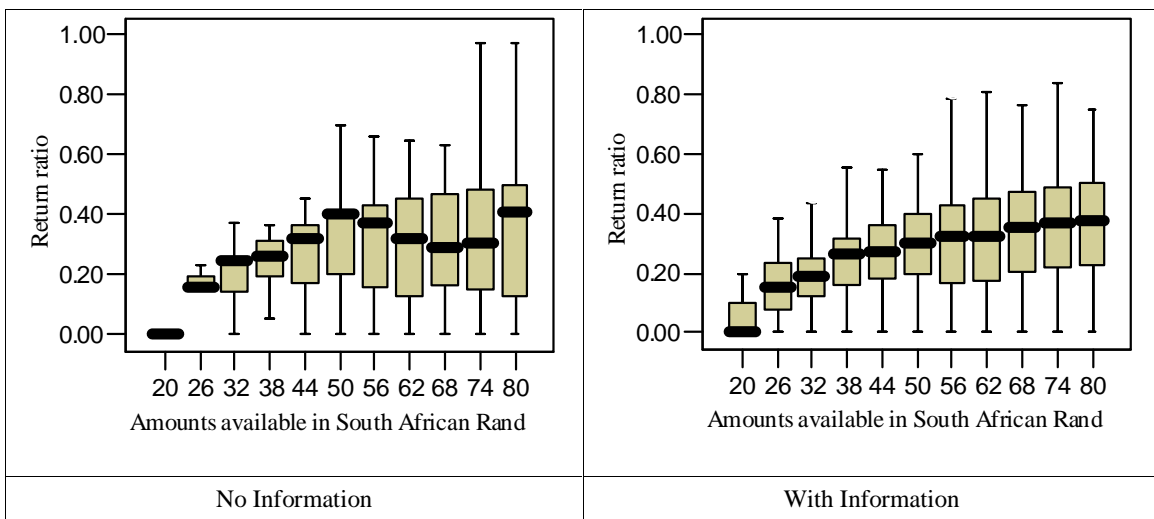 1.00
0.80
0.60
0.40
0.20
0.00
Return ratio
20 26 32 38 44 50 56 62 68 74 80
Amounts available in South African Rand
No Information
1.00
0.80
0.60
0.40
0.20
0.00
Return ratio
20 26 32 38 44 50 56 62 68 74 80
Amounts available in South African Rand
With Information